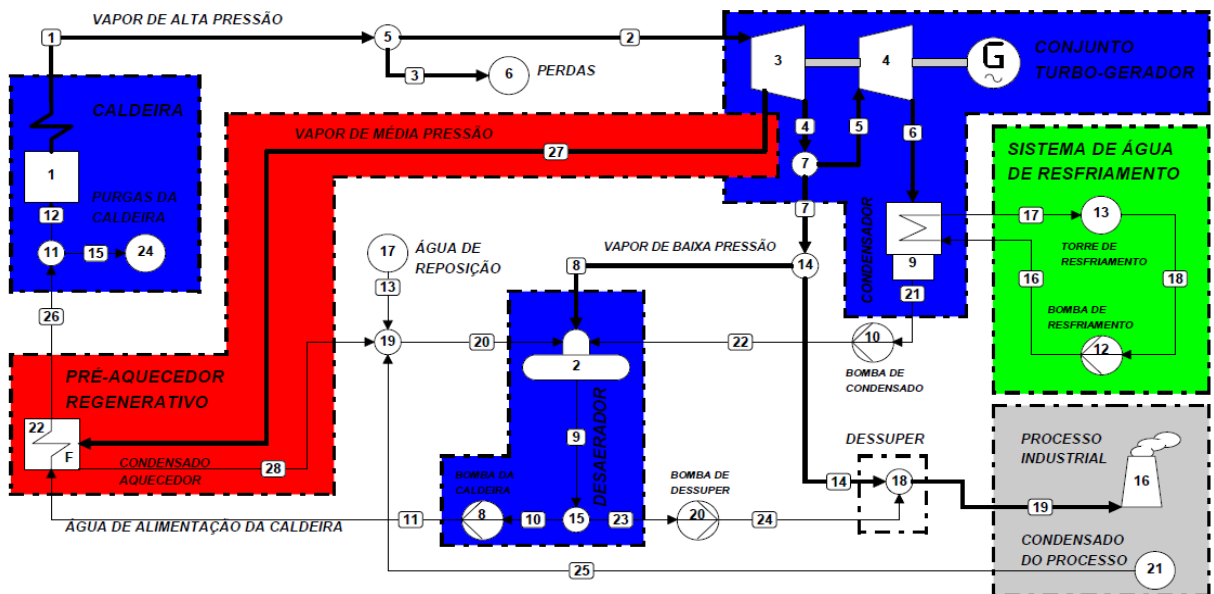 VAPOR DE ALTA PRESSÃO
1
5
2
3
6
PERDAS
3
4
G
CONJUNTO
TURBO-GERADOR
CALDEIRA
1
PURGAS DA
CALDEIRA
12
11
15
24
VAPOR DE MÉDIA PRESSÃO
27
4
5
6
7
7
SISTEMA DE ÁGUA
DE RESFRIAMENTO
17
13
TORRE DE
RESFRIAMENTO
16
18
BOMBA DE
RESFRIAMENTO
12
CONDENSADOR
9
21
17
ÁGUA DE
REPOSIÇÃO
13
VAPOR DE BAIXA PRESSÃO
8
14
26
19
20
2
22
10
BOMBA DE
CONDENSADO
PRÉ-AQUECEDOR
REGENERATIVO
22
F
CONDENSADO
AQUECEDOR
28
9
DESAERADOR
DESSUPER
PROCESSO
INDUSTRIAL
16
BOMBA DA
CALDEIRA
BOMBA DE
DESSUPER
14
18
19
ÁGUA DE ALIMENTAÇÃO DA CALDEIRA
11
8
10
15
23
20
24
CONDENSADO
DO PROCESSO
21
25